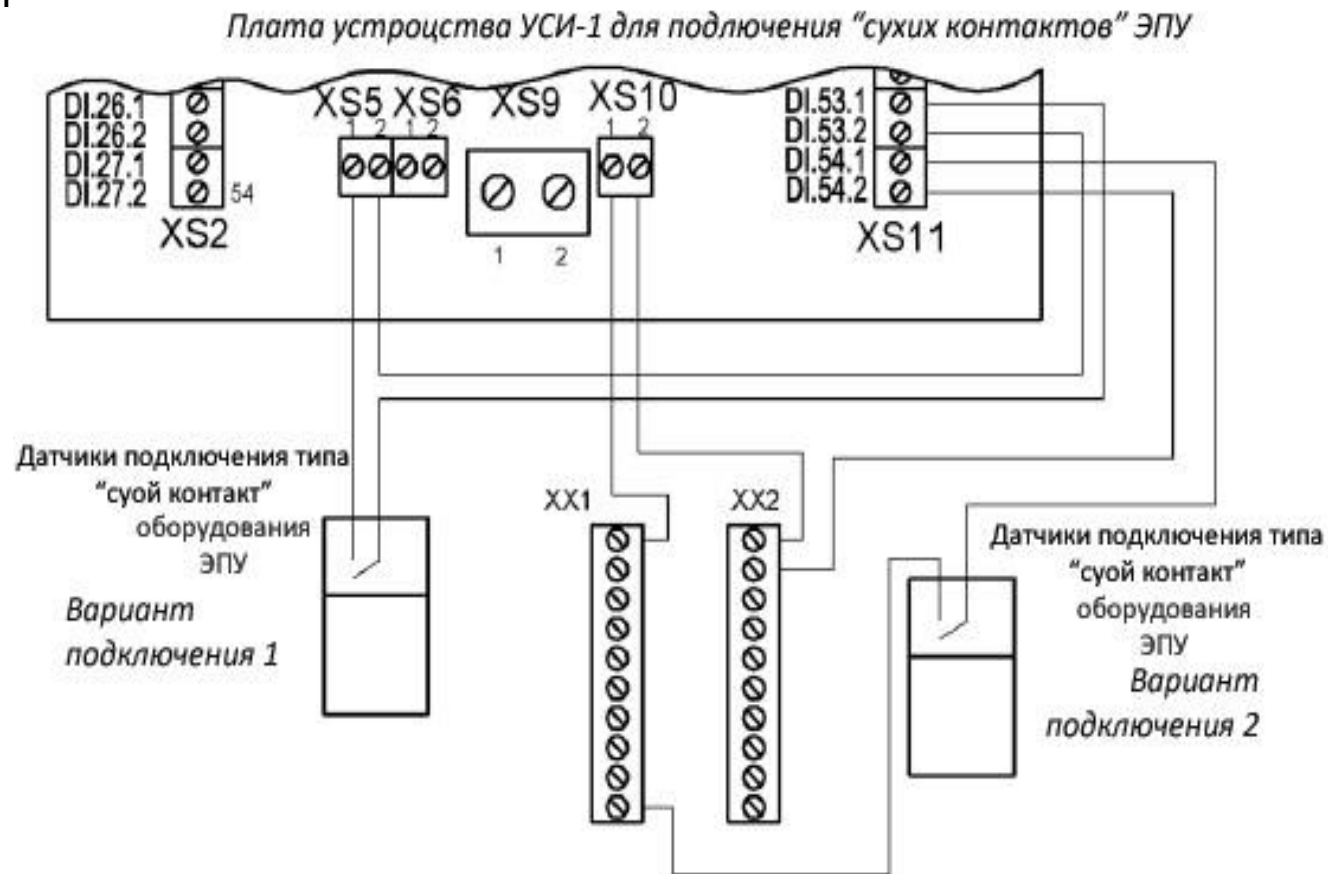 Плата устроцства УСИ-1 для подлючения “сухих контактов” ЭПУ
DI.26.1
DI.26.2
DI.27.1
DI.27.2
54
XS2
XS5 XS6 XS9 XS10
1 2 1 2
1 2
1 2
DI.53.1
DI.53.2
DI.54.1
DI.54.2
XS11
Датчики подключения типа
“суой контакт”
оборудования
ЭПУ
Вариант
подключения 1
XX1
XX2
Датчики подключения типа
“суой контакт”
оборудования
ЭПУ
Вариант
подключения 2